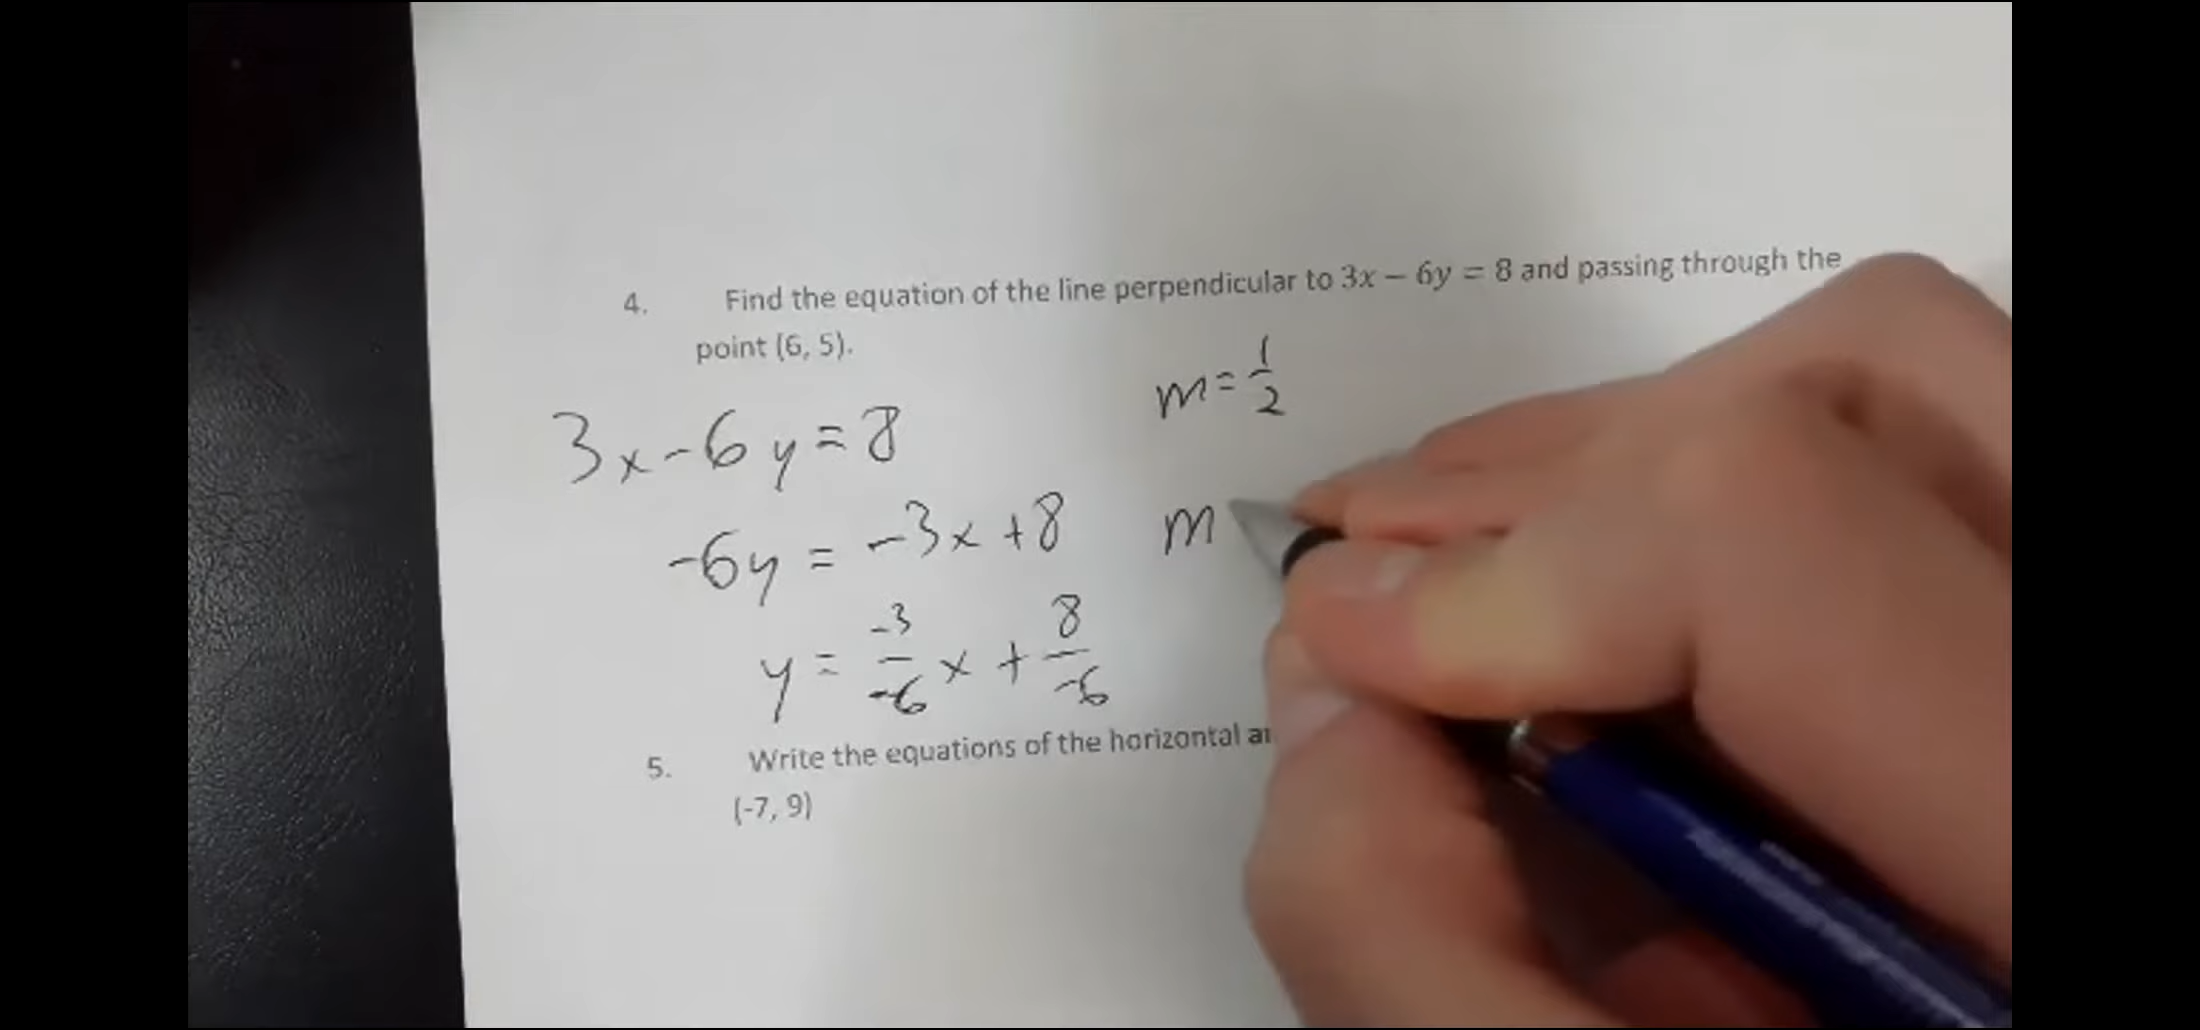 4. Find the equation of the line perpendicular to 3x − 6y = 8 and passing through the
point (6, 5).
m = 1/2
3x - 6y = 8
-6y = -3x + 8
m
y = -3/-6 x + 8/-6
5. Write the equations of the horizontal
(-7, 9)